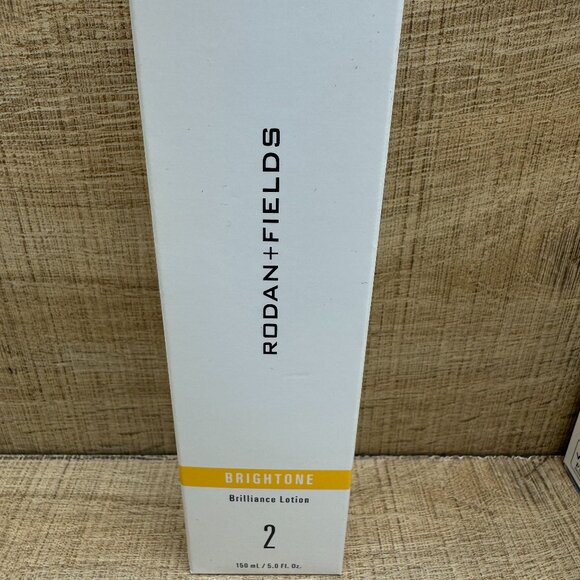 RODAN+FIELDS
BRIGHTONE
Brilliance Lotion
2
150 mL / 5.0 Fl. Oz.